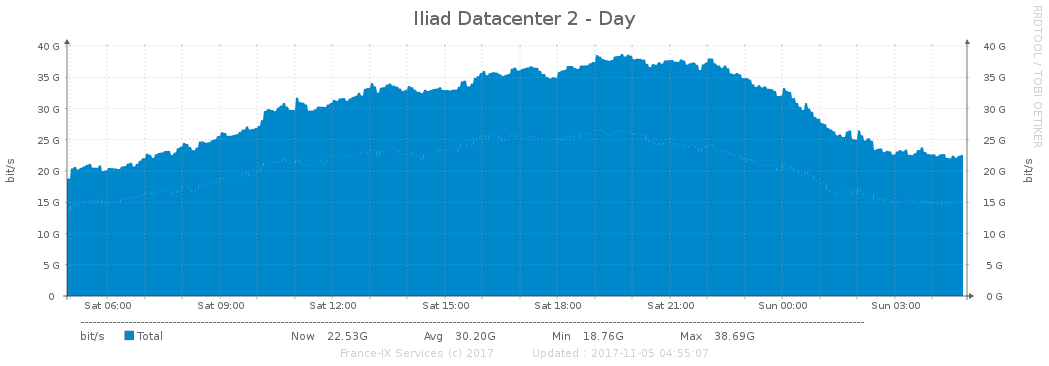 Iliad Datacenter 2 - Day
RRDTOOL / TOBI OETIKER
40 G 40 G
35 G 35 G
30 G 30 G
25 G 25 G
20 G 20 G
15 G 15 G
10 G 10 G
5 G 5 G
0 0 G
bit/s bit/s
Sat 06:00 Sat 09:00 Sat 12:00 Sat 15:00 Sat 18:00 Sat 21:00 Sun 00:00 Sun 03:00
bit/s Total Now 22.53G Avg 30.20G Min 18.76G Max 38.69G
France-IX Services (c) 2017 Updated : 2017-11-05 04:55:07